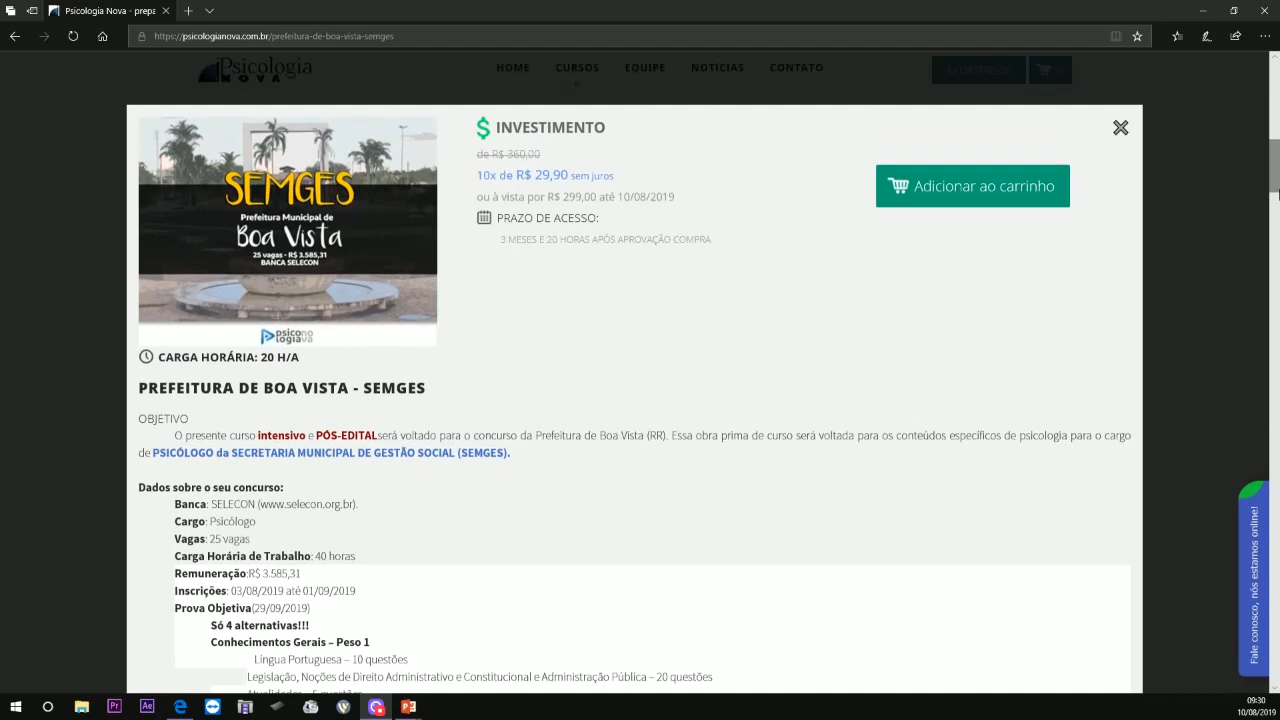 Psicologia Nova - prepa
https://psicologianova.com.br/prefeitura-de-boa-vista-semges
Psicologia
NOVA
HOME CURSOS EQUIPE NOTÍCIAS CONTATO
SEMGES
Prefeitura Municipal de
Boa Vista
25 vagas - R$ 3.585,31
BANCA SELECON
psico
logia
nova
INVESTIMENTO
de R$ 360,00
10x de R$ 29,90 sem juros
ou à vista por R$ 299,00 até 10/08/2019
PRAZO DE ACESSO:
3 MESES E 20 HORAS APÓS APROVAÇÃO COMPRA
Adicionar ao carrinho
CARGA HORÁRIA: 20 H/A
PREFEITURA DE BOA VISTA - SEMGES
OBJETIVO
O presente curso intensivo e PÓS-EDITALserá voltado para o concurso da Prefeitura de Boa Vista (RR). Essa obra prima de curso será voltada para os conteúdos específicos de psicologia para o cargo
de PSICÓLOGO da SECRETARIA MUNICIPAL DE GESTÃO SOCIAL (SEMGES).
Dados sobre o seu concurso:
Banca: SELECON (www.selecon.org.br).
Cargo: Psicólogo
Vagas: 25 vagas
Carga Horária de Trabalho: 40 horas
Remuneração:R$ 3.585,31
Inscrições: 03/08/2019 até 01/09/2019
Prova Objetiva(29/09/2019)
Só 4 alternativas!!!
Conhecimentos Gerais – Peso 1
Língua Portuguesa – 10 questões
Legislação, Noções de Direito Administrativo e Constitucional e Administração Pública – 20 questões
Atualidades – 5 questões
Fale conosco, nós estamos online!
09:30
10/08/2019